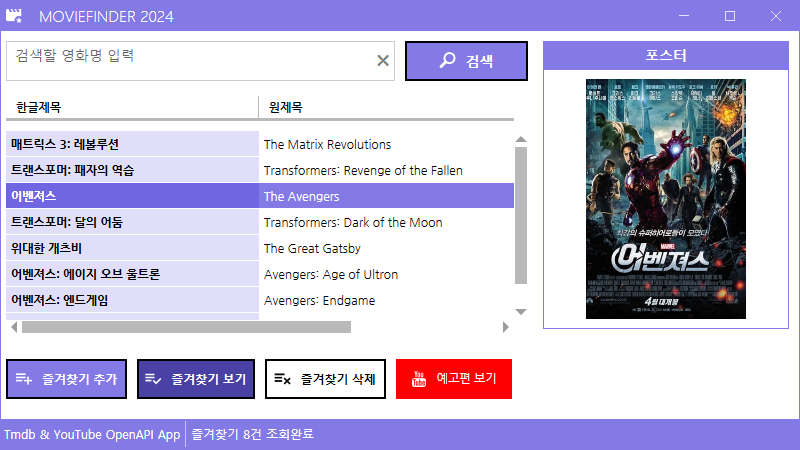 MOVIEFINDER 2024
검색할 영화명 입력
검색
포스터
한글제목 원제목
매트릭스 3: 레볼루션 The Matrix Revolutions
트랜스포머: 패자의 역습 Transformers: Revenge of the Fallen
어벤져스 The Avengers
트랜스포머: 달의 어둠 Transformers: Dark of the Moon
위대한 개츠비 The Great Gatsby
어벤져스: 에이지 오브 울트론 Avengers: Age of Ultron
어벤져스: 엔드게임 Avengers: Endgame
최강의 슈퍼히어로들이 모였다!
MARVEL
어벤져스
4월 대개봉
즐겨찾기 추가
즐겨찾기 보기
즐겨찾기 삭제
You
Tube
예고편 보기
Tmdb & YouTube OpenAPI App 즐겨찾기 8건 조회완료